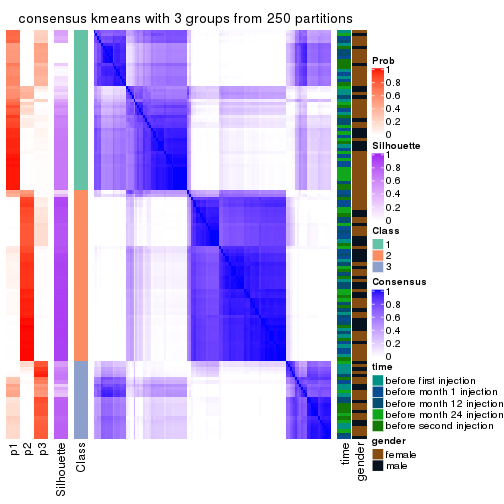 consensus kmeans with 3 groups from 250 partitions
Prob
1
0.8
0.6
0.4
0.2
0
Silhouette
1
0.8
0.6
0.4
0.2
0
Class
1
2
3
Consensus
1
0.8
0.6
0.4
0.2
0
time
before first injection
before month 1 injection
before month 12 injection
before month 24 injection
before second injection
gender
female
male
p1
p2
p3
Silhouette
Class
time
gender